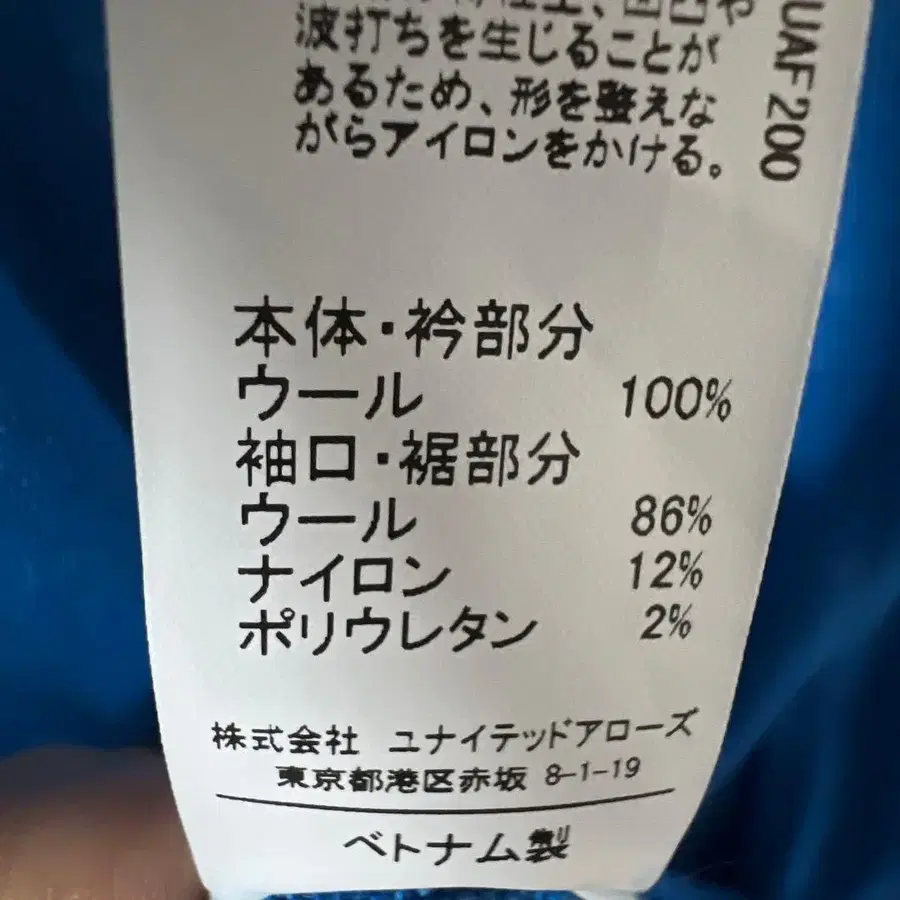 波打ちを生じることが
あるため、形を整えな
がらアイロンをかける。
UAF200
本体・衿部分
ウール 100%
袖口・裾部分
ウール 86%
ナイロン 12%
ポリウレタン 2%
株式会社 ユナイテッドアローズ
東京都港区赤坂 8-1-19
ベトナム製